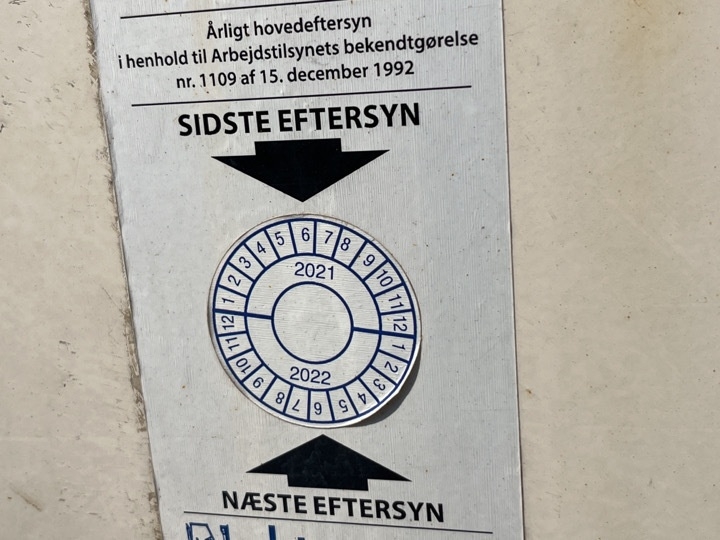 Årligt hovedeftersyn
i henhold til Arbejdstilsynets bekendtgørelse
nr. 1109 af 15. december 1992
SIDSTE EFTERSYN
1 2 3 4 5 6 7 8 9 10 11 12
2021
2022
12 11 10 9 8 7 6 5 4 3 2 1
NÆSTE EFTERSYN